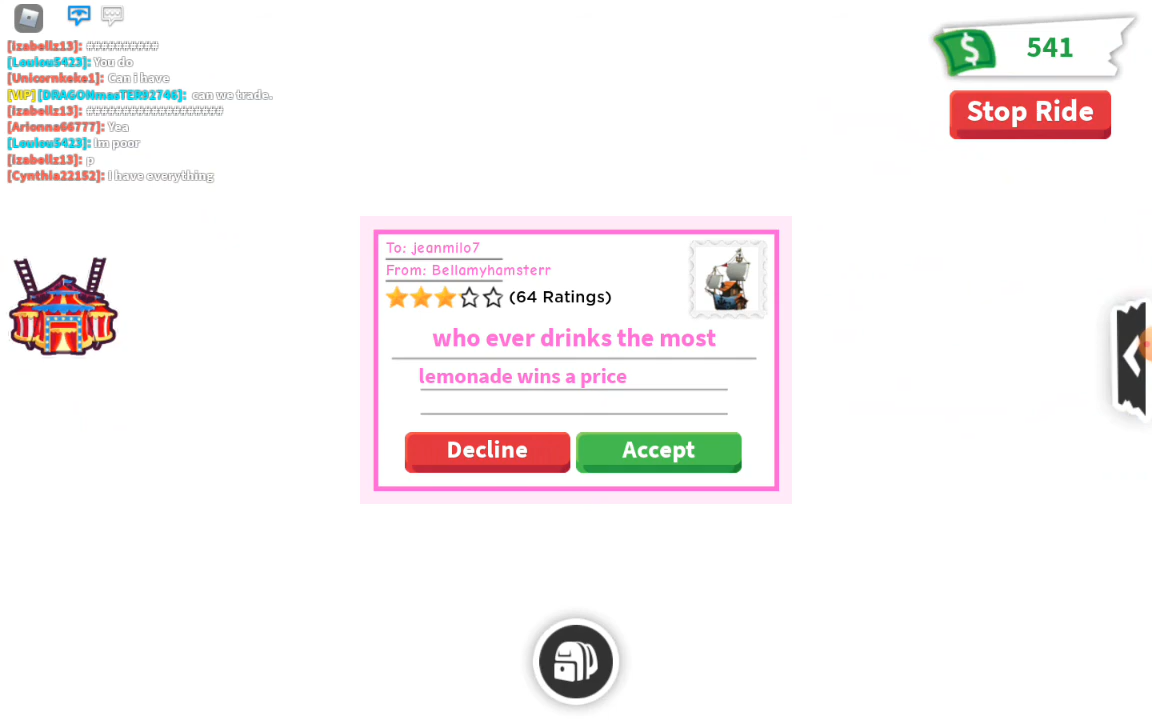 [Izabellz13]: ###########
[Loulou5423]: You do
[Unicornkeke1]: Can i have
[VIP][DRAGONmasTER92746]: can we trade.
[Izabellz13]: #####################
[Arionna66777]: Yea
[Loulou5423]: Im poor
[Izabellz13]: p
[Cynthia22152]: I have everything
541
Stop Ride
To: jeanmilo7
From: Bellamyhamsterr
(64 Ratings)
who ever drinks the most
lemonade wins a price
Decline
Accept